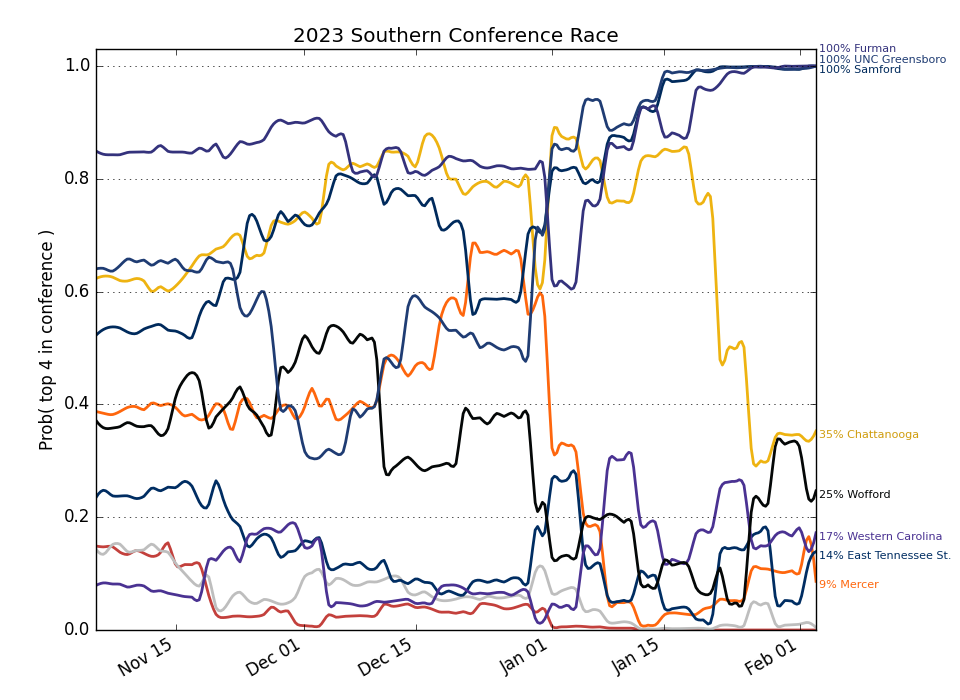 2023 Southern Conference Race
Prob( top 4 in conference )
1.0
0.8
0.6
0.4
0.2
0.0
Nov 15
Dec 01
Dec 15
Jan 01
Jan 15
Feb 01
100% Furman
100% UNC Greensboro
100% Samford
35% Chattanooga
25% Wofford
17% Western Carolina
14% East Tennessee St.
9% Mercer